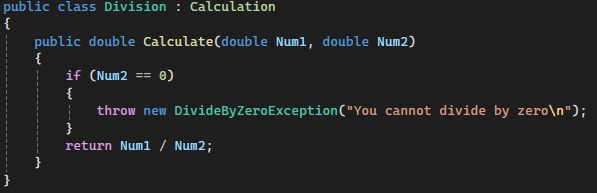 public class Division : Calculation
{
public double Calculate(double Num1, double Num2)
{
if (Num2 == 0)
{
throw new DivideByZeroException("You cannot divide by zero\n");
}
return Num1 / Num2;
}
}